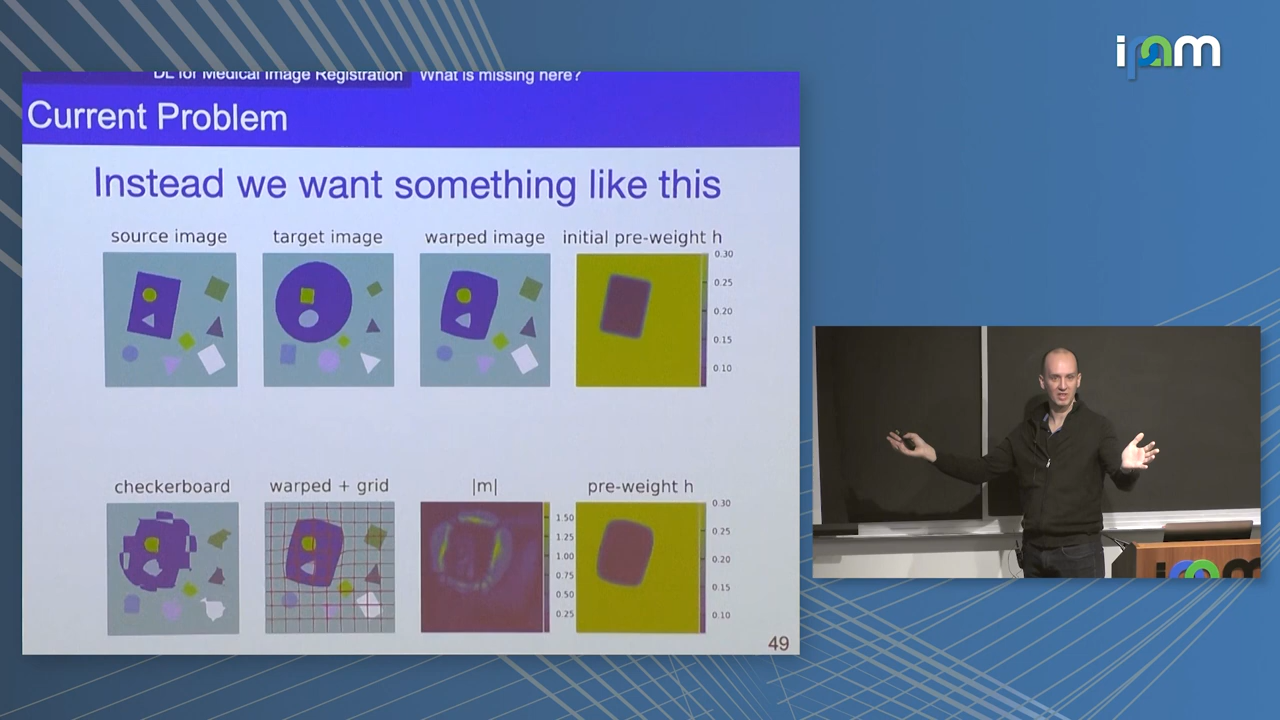 ipam
DL for Medical Image Registration What is missing here?
Current Problem
Instead we want something like this
source image target image warped image initial pre-weight h
0.30
0.25
0.20
0.15
0.10
checkerboard warped + grid |m| pre-weight h
1.50
1.25
1.00
0.75
0.50
0.25
0.30
0.25
0.20
0.15
0.10
49
ipam